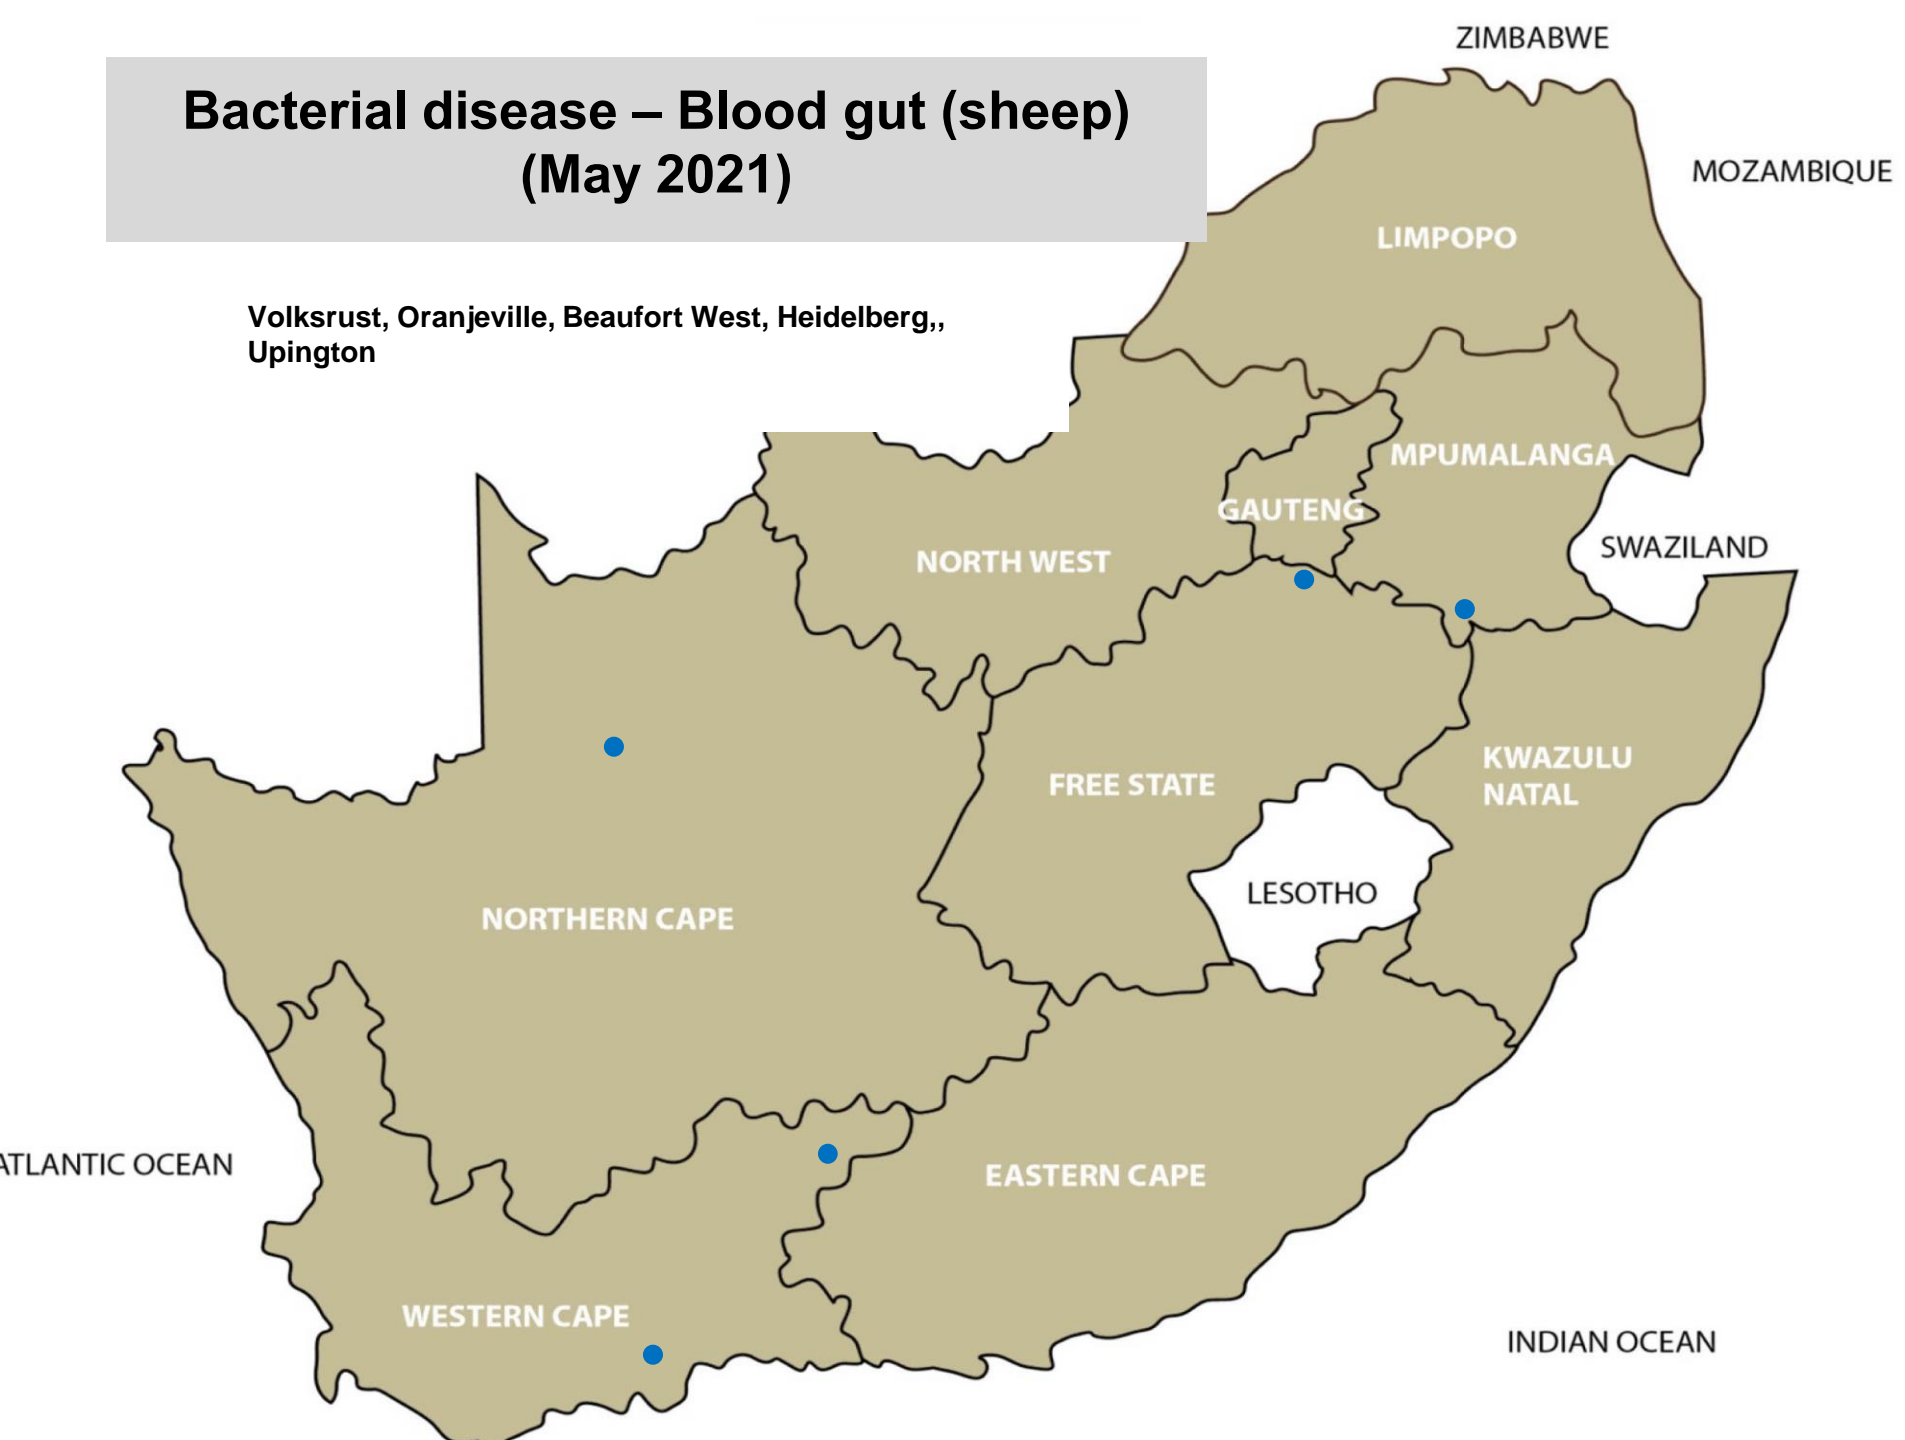 Bacterial disease – Blood gut (sheep)
(May 2021)
Volksrust, Oranjeville, Beaufort West, Heidelberg,,
Upington
ZIMBABWE
MOZAMBIQUE
LIMPOPO
MPUMALANGA
GAUTENG
SWAZILAND
NORTH WEST
KWAZULU
NATAL
FREE STATE
LESOTHO
NORTHERN CAPE
ATLANTIC OCEAN
EASTERN CAPE
WESTERN CAPE
INDIAN OCEAN